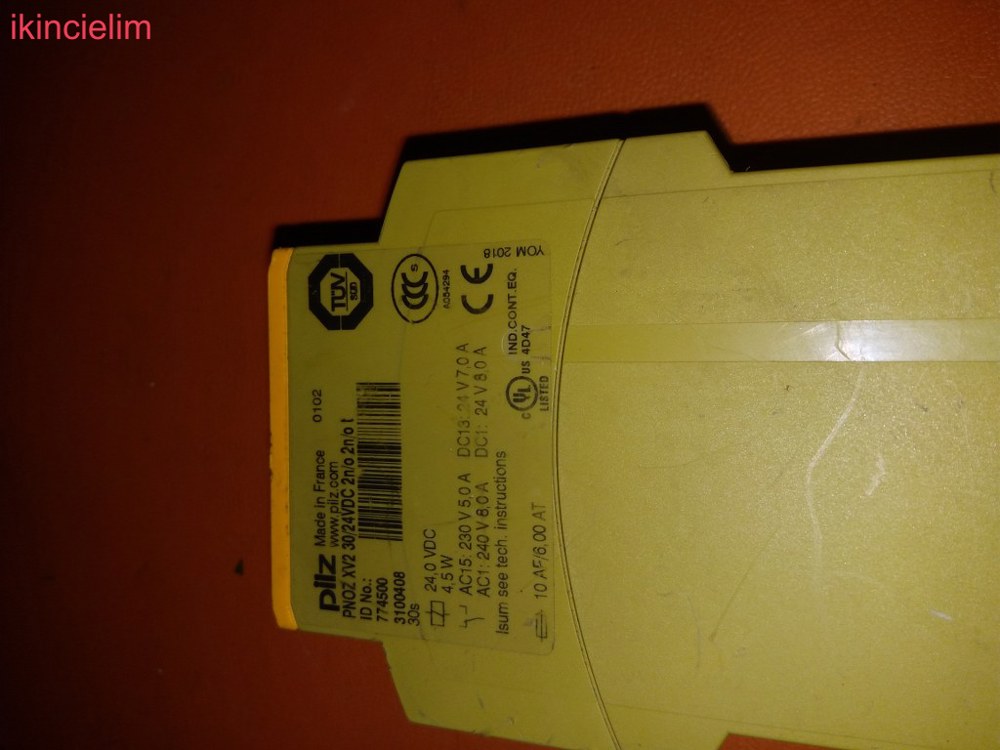 ikincielim
pilz Made in France 0102
www.pilz.com
PNOZ XV2 30/24VDC 2n/o 2n/o t
ID No.:
774500
3100408
30s
24,0 VDC
4,5 W
AC15: 230 V 5,0 A DC13: 24 V 7,0 A
AC1: 240 V 8,0 A DC1: 24 V 8,0 A
Isum see tech. instructions
10 AF/6,00 AT
TÜV
SÜD
CCC S
A054294
CE
YOM 2018
C UL US
LISTED
IND.CONT.EQ.
4D47